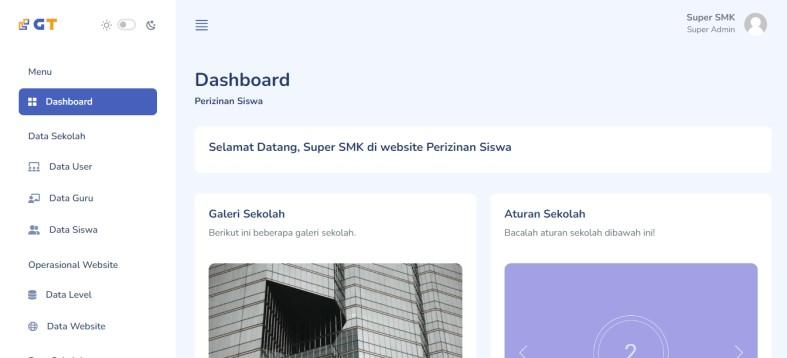 GT
Super SMK
Super Admin
Menu
Dashboard
Data Sekolah
Data User
Data Guru
Data Siswa
Operasional Website
Data Level
Data Website
Dashboard
Perizinan Siswa
Selamat Datang, Super SMK di website Perizinan Siswa
Galeri Sekolah
Berikut ini beberapa galeri sekolah.
Aturan Sekolah
Bacalah aturan sekolah dibawah ini!
2